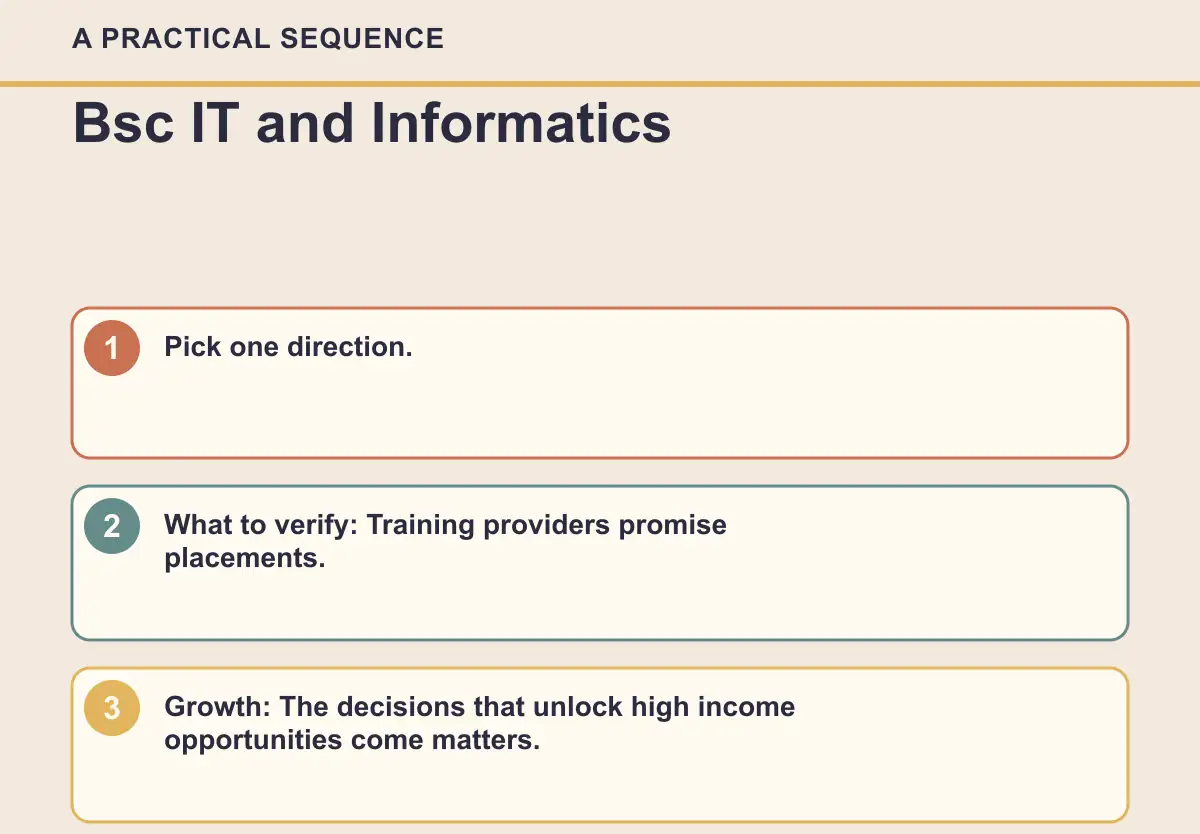 A PRACTICAL SEQUENCE
Bsc IT and Informatics
1
Pick one direction.
2
What to verify: Training providers promise
placements.
3
Growth: The decisions that unlock high income
opportunities come matters.